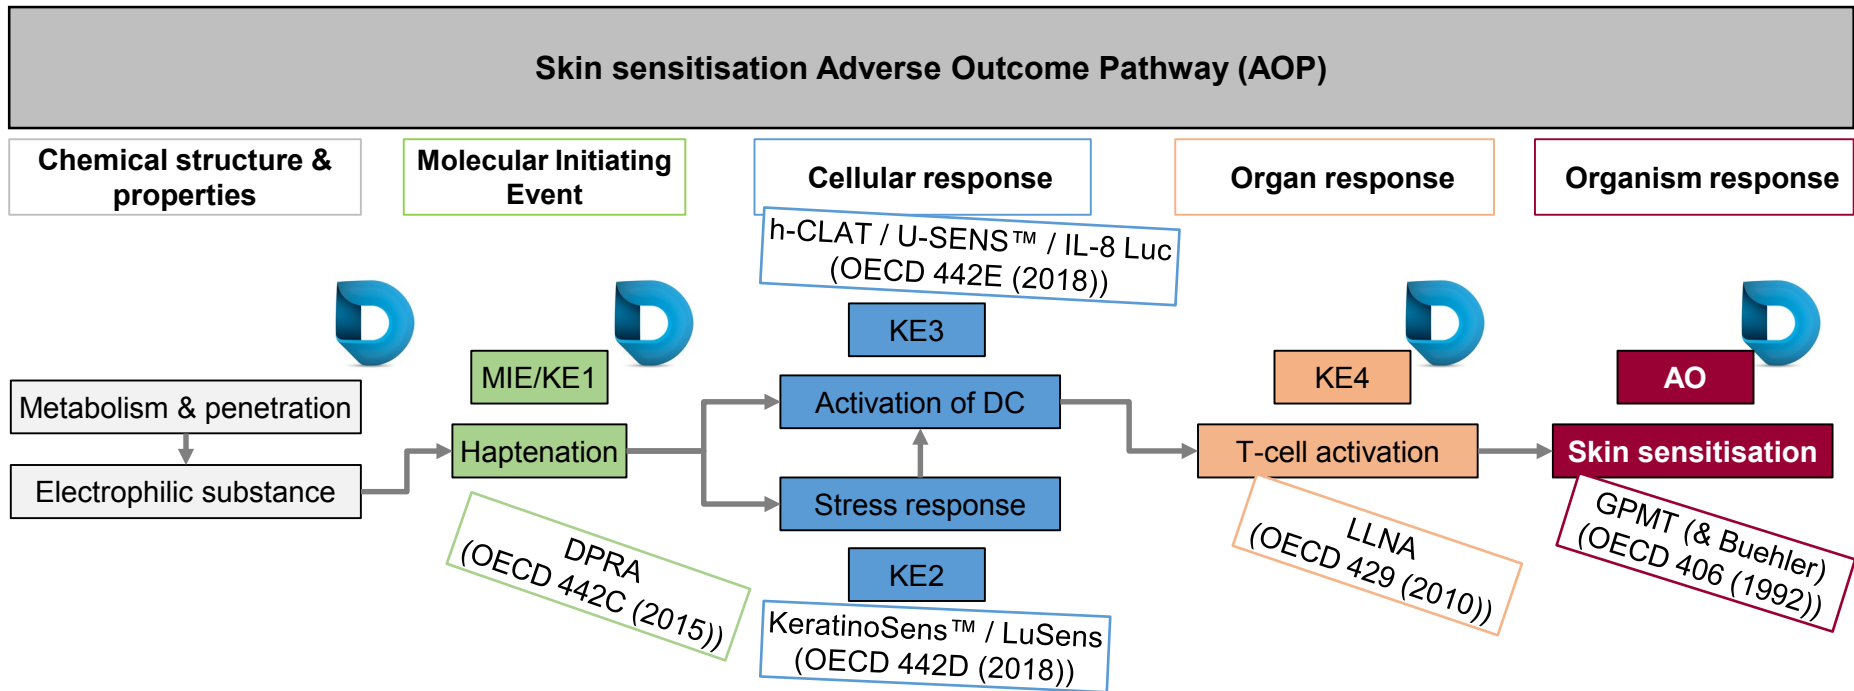 Skin sensitisation Adverse Outcome Pathway (AOP)
Chemical structure &
properties
Molecular Initiating
Event
Cellular response
Organ response
Organism response
h-CLAT / U-SENS™ / IL-8 Luc
(OECD 442E (2018))
KE3
MIE/KE1
KE4
AO
Metabolism & penetration
Activation of DC
Haptenation
T-cell activation
Skin sensitisation
Electrophilic substance
Stress response
DPRA
(OECD 442C (2015))
KE2
KeratinoSens™ / LuSens
(OECD 442D (2018))
LLNA
(OECD 429 (2010))
GPMT (& Buehler)
(OECD 406 (1992))